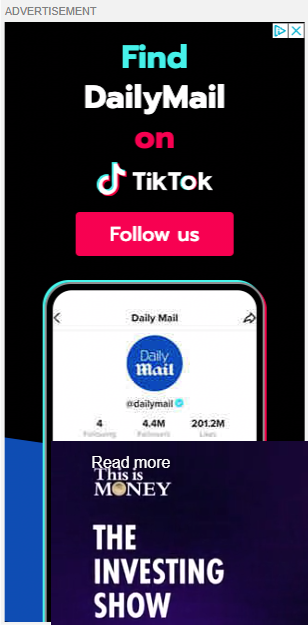 ADVERTISEMENT
Find
DailyMail
on
TikTok
Follow us
Daily Mail
Daily
Mail
@dailymail
4 4.4M 201.2M
Following Followers Likes
Read more
This is
MONEY
THE
INVESTING
SHOW